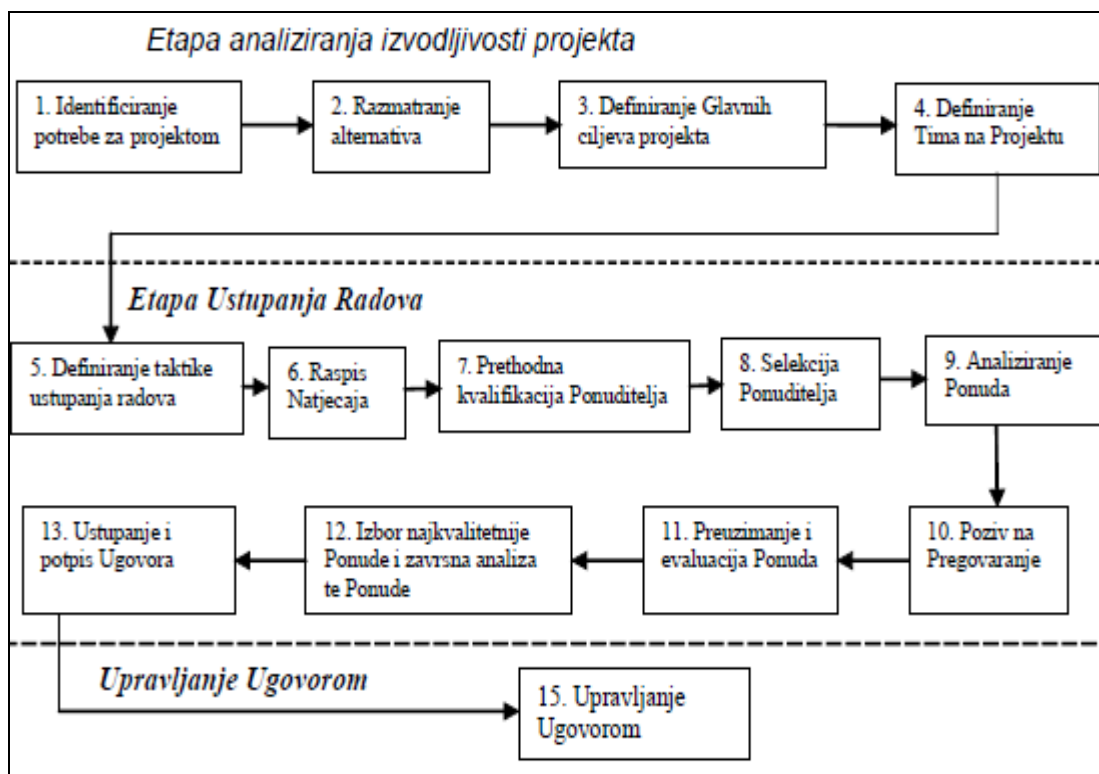 Etapa analiziranja izvodljivosti projekta
1. Identificiranje
potrebe za projektom
2. Razmatranje
alternativa
3. Definiranje Glavnih
ciljeva projekta
4. Definiranje
Tima na Projektu
Etapa Ustupanja Radova
5. Definiranje taktike
ustupanja radova
6. Raspis
Natjecaja
7. Prethodna
kvalifikacija Ponuditelja
8. Selekcija
Ponuditelja
9. Analiziranje
Ponuda
10. Poziv na
Pregovaranje
11. Preuzimanje i
evaluacija Ponuda
12. Izbor najkvalitetnije
Ponude i zavrsna analiza
te Ponude
13. Ustupanje i
potpis Ugovora
Upravljanje Ugovorom
15. Upravljanje
Ugovorom